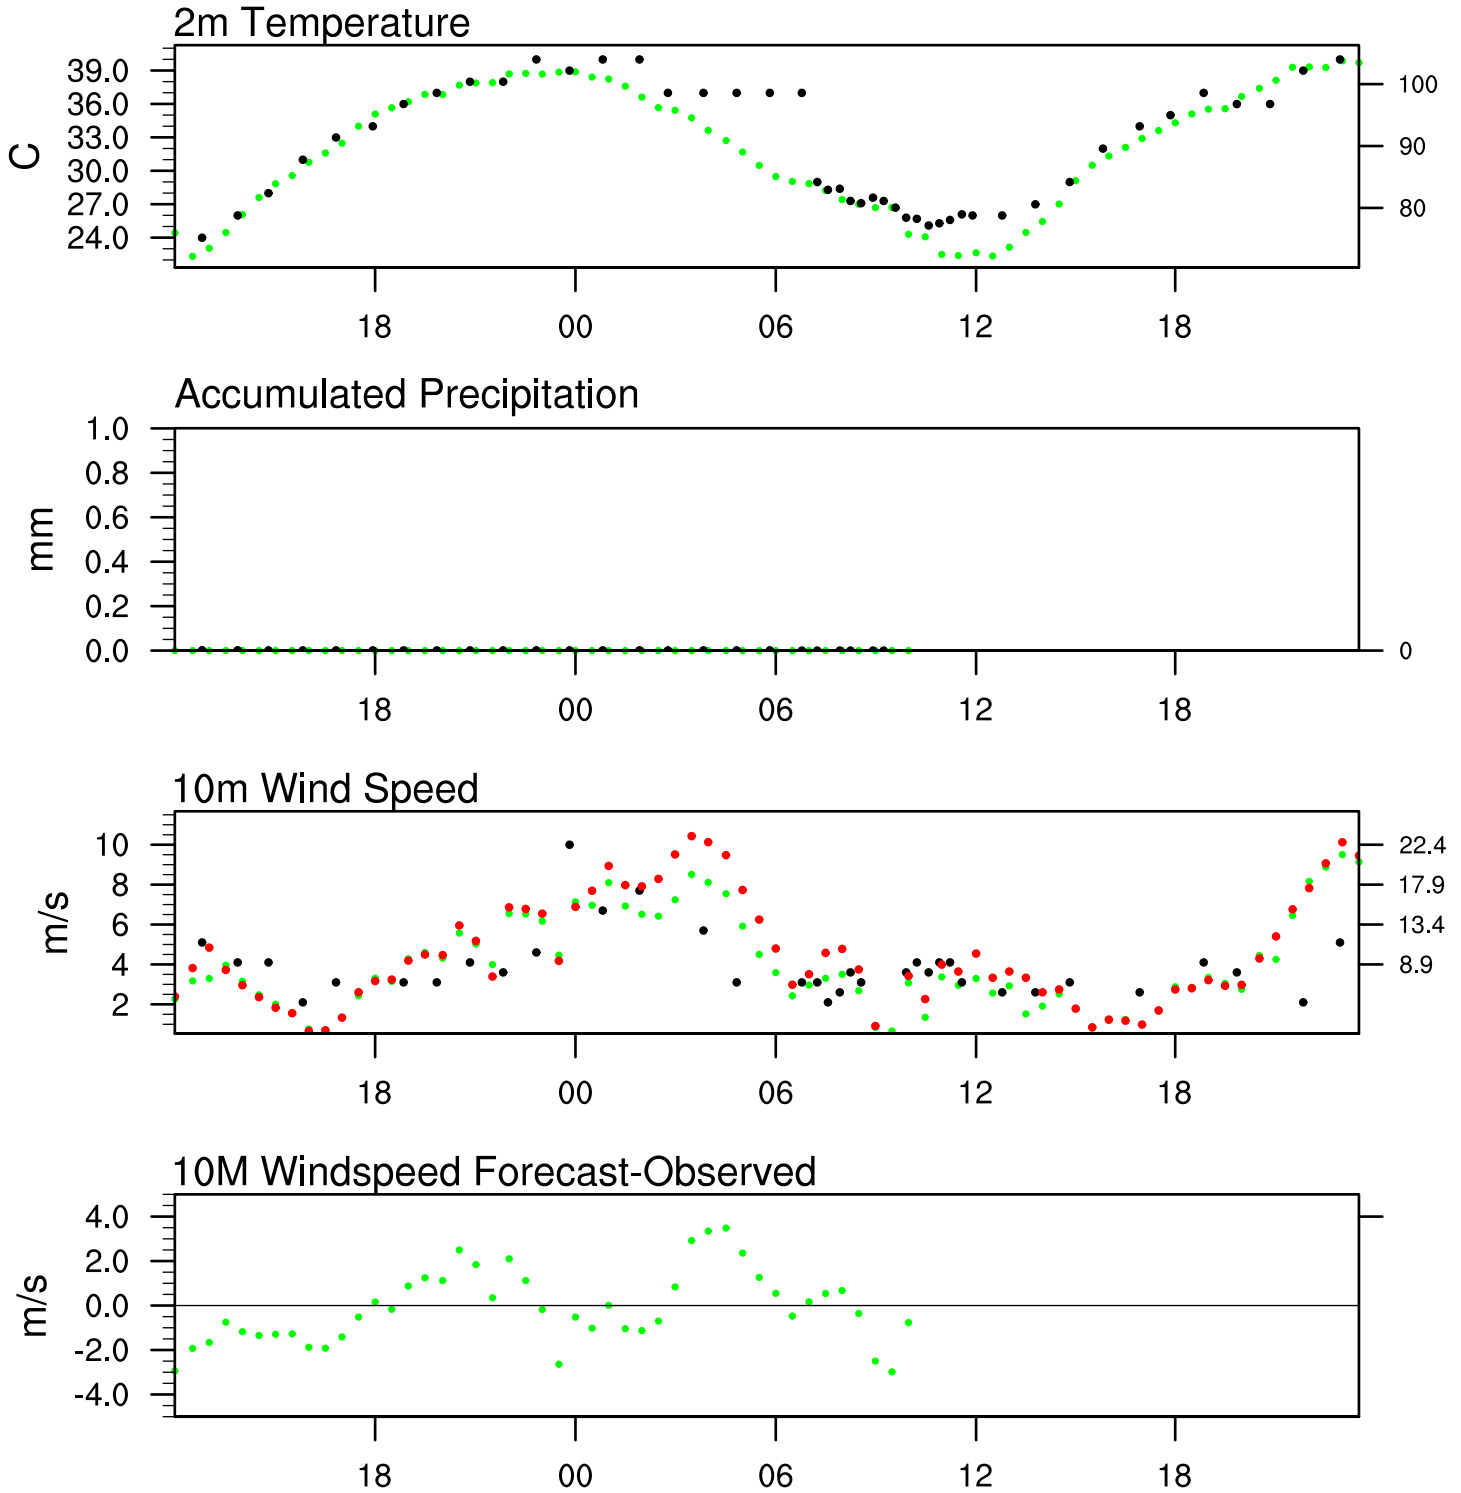 2m Temperature
39.0
36.0
33.0
30.0
27.0
24.0
C
100
90
80
18 00 06 12 18
Accumulated Precipitation
1.0
0.8
0.6
0.4
0.2
0.0
mm
0
18 00 06 12 18
10m Wind Speed
10
8
6
4
2
m/s
22.4
17.9
13.4
8.9
18 00 06 12 18
10M Windspeed Forecast-Observed
4.0
2.0
0.0
-2.0
-4.0
m/s
18 00 06 12 18